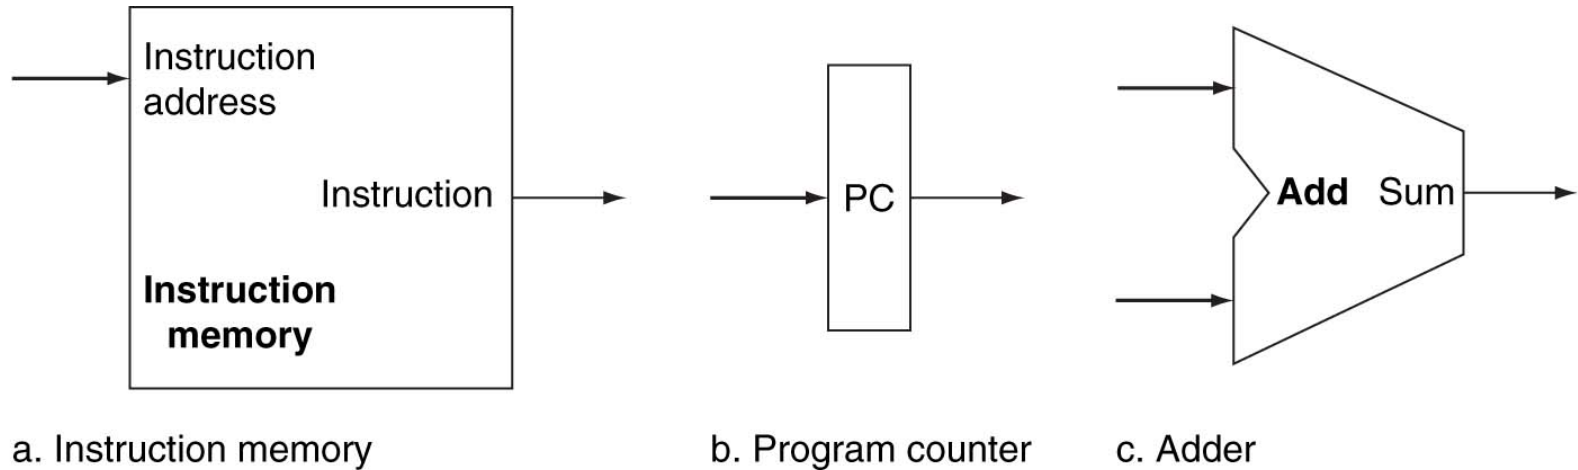 Instruction
address
Instruction
Instruction
memory
a. Instruction memory
PC
b. Program counter
Add Sum
c. Adder